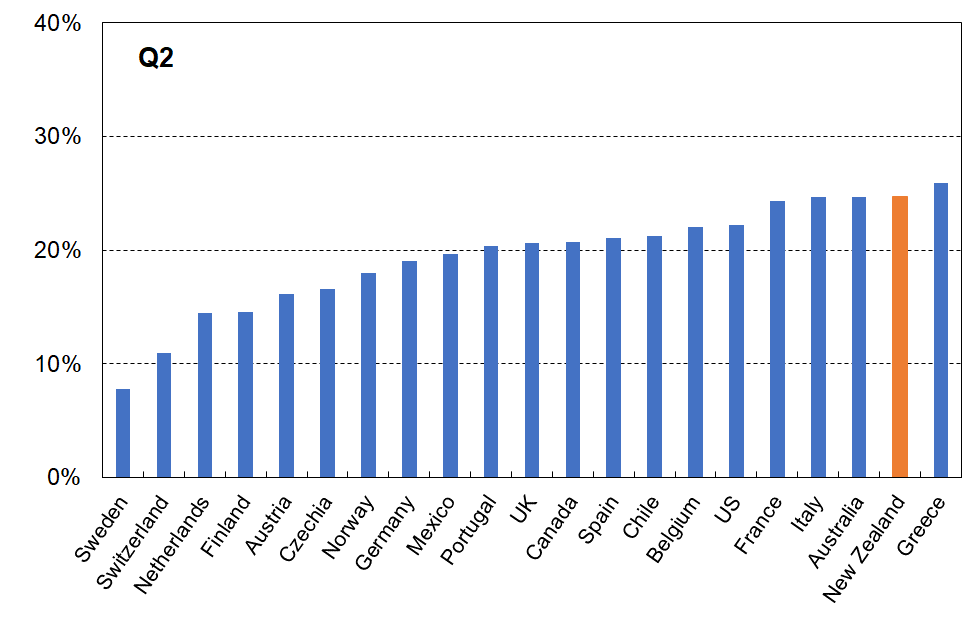 40%
Q2
30%
20%
10%
0%
Sweden
Switzerland
Netherlands
Finland
Austria
Czechia
Norway
Germany
Mexico
Portugal
UK
Canada
Spain
Chile
Belgium
US
France
Italy
Australia
New Zealand
Greece